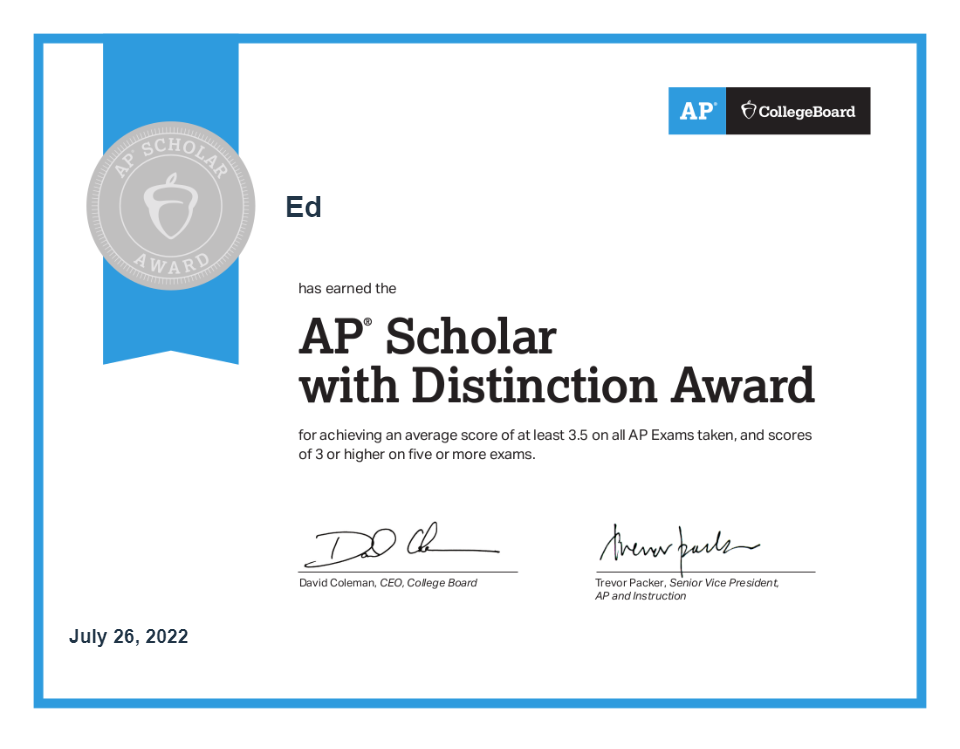 AP® CollegeBoard
AP® SCHOLAR
AWARD
Ed
has earned the
AP® Scholar
with Distinction Award
for achieving an average score of at least 3.5 on all AP Exams taken, and scores
of 3 or higher on five or more exams.
David Coleman, CEO, College Board
Trevor Packer, Senior Vice President,
AP and Instruction
July 26, 2022